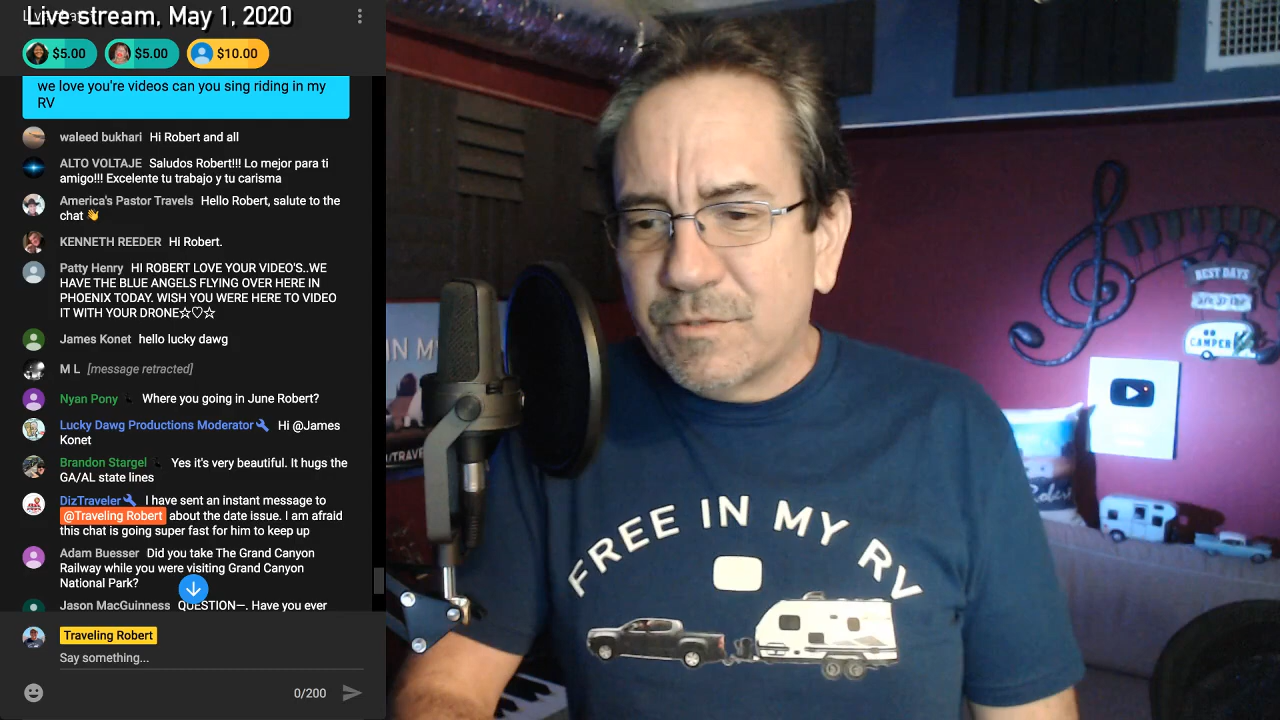 Live stream, May 1, 2020
$5.00
$5.00
$10.00
we love you're videos can you sing riding in my
RV
waleed bukhari Hi Robert and all
ALTO VOLTAJE Saludos Robert!!! Lo mejor para ti
amigo!!! Excelente tu trabajo y tu carisma
America's Pastor Travels Hello Robert, salute to the
chat 👋
KENNETH REEDER Hi Robert.
Patty Henry HI ROBERT LOVE YOUR VIDEO'S..WE
HAVE THE BLUE ANGELS FLYING OVER HERE IN
PHOENIX TODAY. WISH YOU WERE HERE TO VIDEO
IT WITH YOUR DRONE☆♡☆
James Konet hello lucky dawg
M L [message retracted]
Nyan Pony Where you going in June Robert?
Lucky Dawg Productions Moderator Hi @James
Konet
Brandon Stargel Yes it's very beautiful. It hugs the
GA/AL state lines
DizTraveler I have sent an instant message to
@Traveling Robert about the date issue. I am afraid
this chat is going super fast for him to keep up
Adam Buesser Did you take The Grand Canyon
Railway while you were visiting Grand Canyon
National Park?
Jason MacGuinness QUESTION—. Have you ever
Traveling Robert
Say something...
0/200
IN M
FREE IN MY RV
BEST DAYS
CAMPER